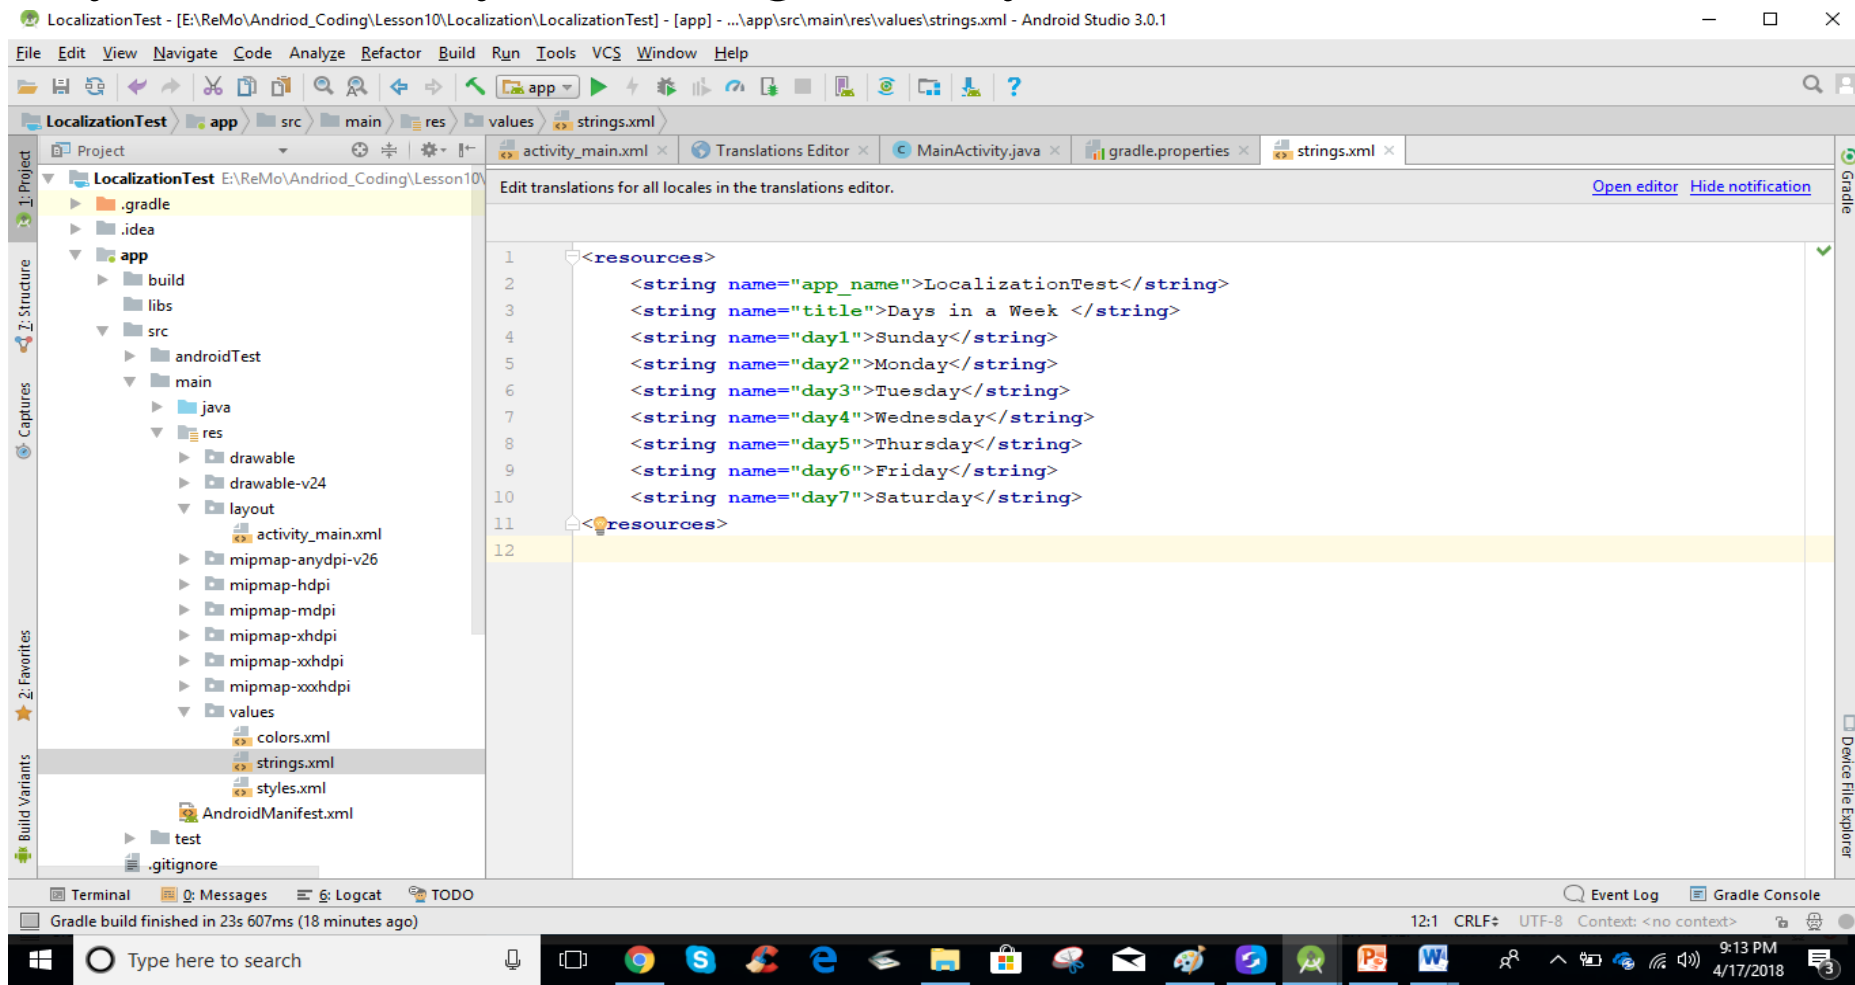 LocalizationTest - [E:\ReMo\Andriod_Coding\Lesson10\Localization\LocalizationTest] - [app] - ...\app\src\main\res\values\strings.xml - Android Studio 3.0.1
File Edit View Navigate Code Analyze Refactor Build Run Tools VCS Window Help
app
LocalizationTest app src main res values strings.xml
Project
activity_main.xml Translations Editor MainActivity.java gradle.properties strings.xml
1: Project
Z: Structure
Captures
2: Favorites
Build Variants
LocalizationTest E:\ReMo\Andriod_Coding\Lesson10\
.gradle
.idea
app
build
libs
src
androidTest
main
java
res
drawable
drawable-v24
layout
activity_main.xml
mipmap-anydpi-v26
mipmap-hdpi
mipmap-mdpi
mipmap-xhdpi
mipmap-xxhdpi
mipmap-xxxhdpi
values
colors.xml
strings.xml
styles.xml
AndroidManifest.xml
test
.gitignore
Edit translations for all locales in the translations editor. Open editor Hide notification
1 <resources>
2 <string name="app_name">LocalizationTest</string>
3 <string name="title">Days in a Week </string>
4 <string name="day1">Sunday</string>
5 <string name="day2">Monday</string>
6 <string name="day3">Tuesday</string>
7 <string name="day4">Wednesday</string>
8 <string name="day5">Thursday</string>
9 <string name="day6">Friday</string>
10 <string name="day7">Saturday</string>
11 <resources>
12
Gradle
Device File Explorer
Terminal 0: Messages 6: Logcat TODO Event Log Gradle Console
Gradle build finished in 23s 607ms (18 minutes ago) 12:1 CRLF UTF-8 Context: <no context>
Type here to search
9:13 PM
4/17/2018
3